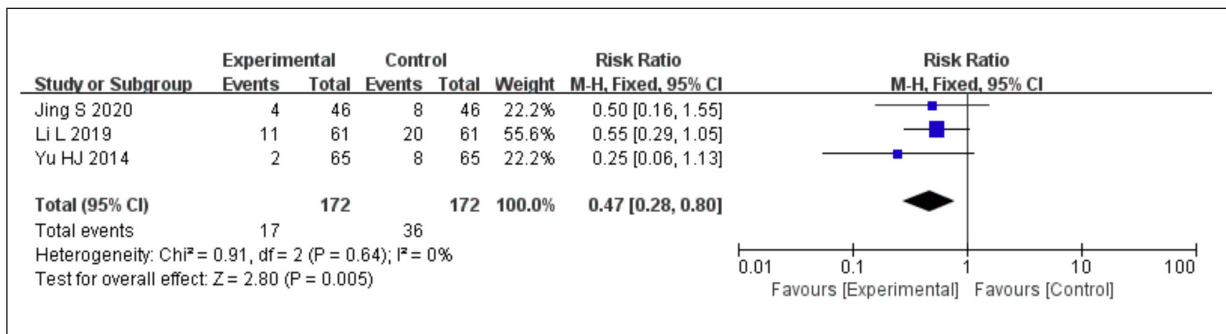 Experimental Control Risk Ratio Risk Ratio
Study or Subgroup Events Total Events Total Weight M-H, Fixed, 95% CI M-H, Fixed, 95% CI
Jing S 2020 4 46 8 46 22.2% 0.50 [0.16, 1.55]
Li L 2019 11 61 20 61 55.6% 0.55 [0.29, 1.05]
Yu HJ 2014 2 65 8 65 22.2% 0.25 [0.06, 1.13]
Total (95% CI) 172 172 100.0% 0.47 [0.28, 0.80]
Total events 17 36
Heterogeneity: Chi² = 0.91, df = 2 (P = 0.64); I² = 0%
Test for overall effect: Z = 2.80 (P = 0.005)
0.01 0.1 1 10 100
Favours [Experimental] Favours [Control]